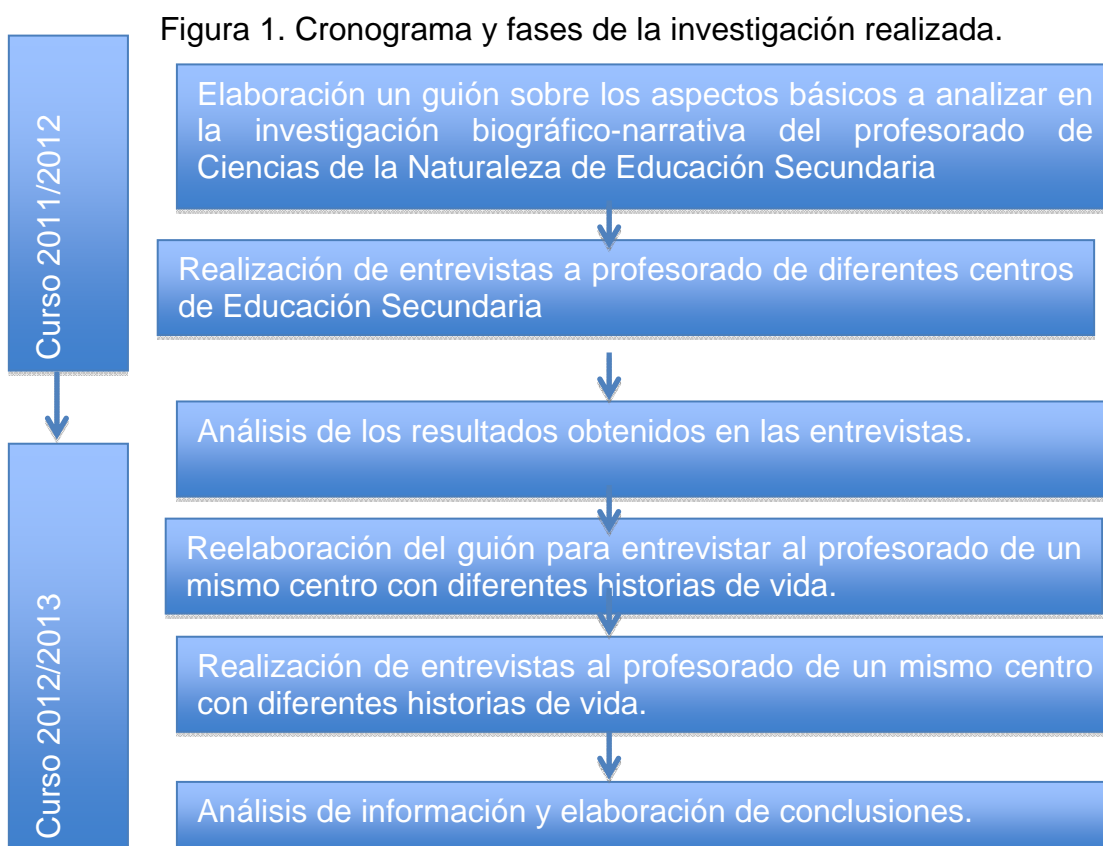 Figura 1. Cronograma y fases de la investigación realizada.
Curso 2011/2012
Elaboración un guión sobre los aspectos básicos a analizar en
la investigación biográfico-narrativa del profesorado de
Ciencias de la Naturaleza de Educación Secundaria
Realización de entrevistas a profesorado de diferentes centros
de Educación Secundaria
Curso 2012/2013
Análisis de los resultados obtenidos en las entrevistas.
Reelaboración del guión para entrevistar al profesorado de un
mismo centro con diferentes historias de vida.
Realización de entrevistas al profesorado de un mismo centro
con diferentes historias de vida.
Análisis de información y elaboración de conclusiones.